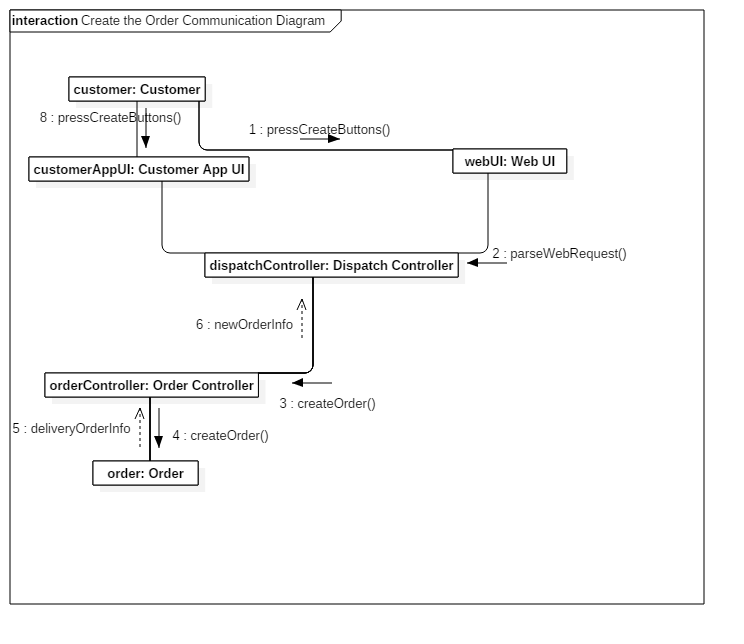 interaction Create the Order Communication Diagram
customer: Customer
8 : pressCreateButtons()
1 : pressCreateButtons()
customerAppUI: Customer App UI
webUI: Web UI
2 : parseWebRequest()
dispatchController: Dispatch Controller
6 : newOrderInfo
orderController: Order Controller
3 : createOrder()
5 : deliveryOrderInfo
4 : createOrder()
order: Order